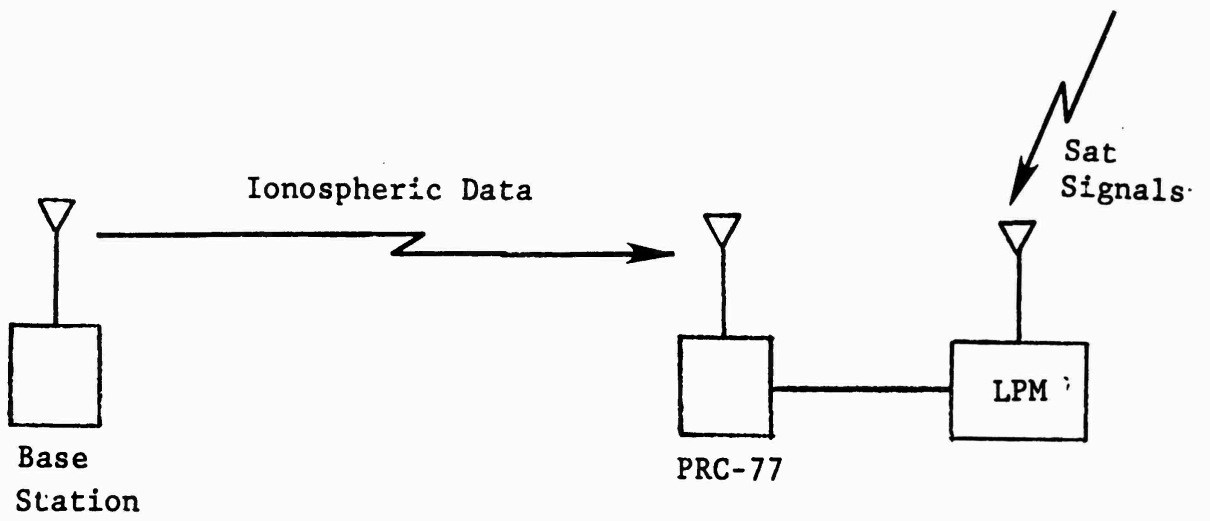 Sat
Signals
Ionospheric Data
LPM
Base
Station
PRC-77